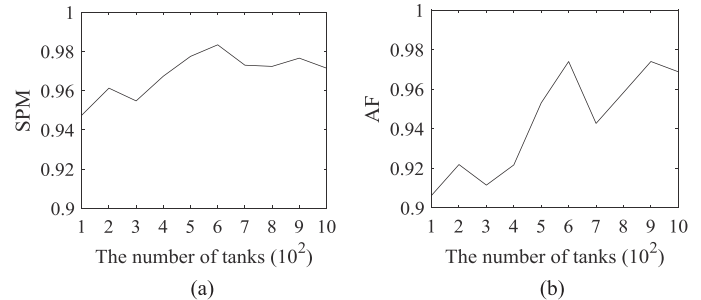 1
0.98
0.96
0.94
0.92
0.9
SPM
1 2 3 4 5 6 7 8 9 10
The number of tanks (10²)
(a)
1
0.98
0.96
0.94
0.92
0.9
AF
1 2 3 4 5 6 7 8 9 10
The number of tanks (10²)
(b)